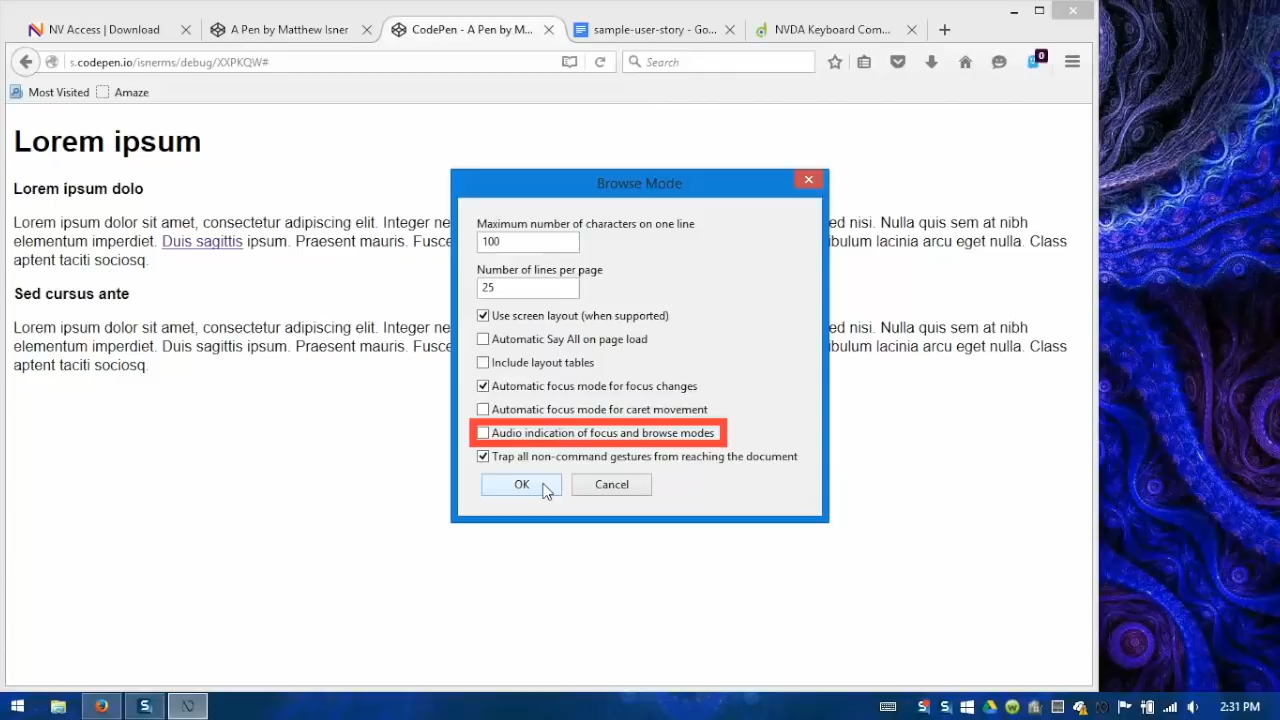 NV Access | Download
A Pen by Matthew Isner
CodePen - A Pen by M...
sample-user-story - Go...
NVDA Keyboard Com...
s.codepen.io/isnerms/debug/XXPKQW#
Search
0
Most Visited
Amaze
Lorem ipsum
Lorem ipsum dolo
Lorem ipsum dolor sit amet, consectetur adipiscing elit. Integer ne
ed nisi. Nulla quis sem at nibh
elementum imperdiet. Duis sagittis ipsum. Praesent mauris. Fusce
ibulum lacinia arcu eget nulla. Class
aptent taciti sociosq.
Sed cursus ante
Lorem ipsum dolor sit amet, consectetur adipiscing elit. Integer ne
ed nisi. Nulla quis sem at nibh
elementum imperdiet. Duis sagittis ipsum. Praesent mauris. Fusce
ibulum lacinia arcu eget nulla. Class
aptent taciti sociosq.
Browse Mode
Maximum number of characters on one line
100
Number of lines per page
25
Use screen layout (when supported)
Automatic Say All on page load
Include layout tables
Automatic focus mode for focus changes
Automatic focus mode for caret movement
Audio indication of focus and browse modes
Trap all non-command gestures from reaching the document
OK
Cancel
2:31 PM